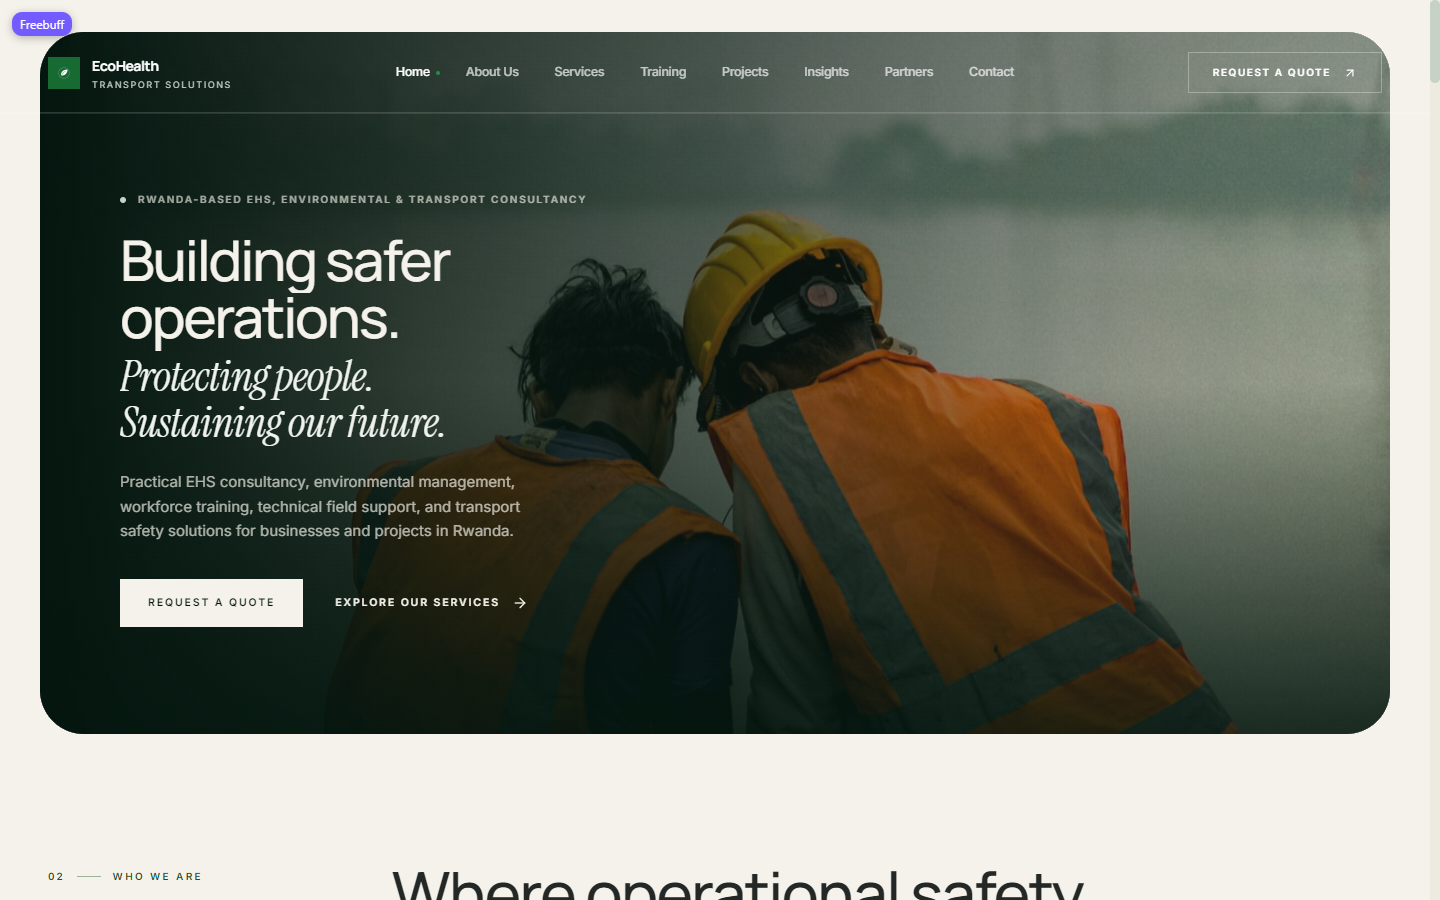 Freebuff
EcoHealth
TRANSPORT SOLUTIONS
Home
About Us
Services
Training
Projects
Insights
Partners
Contact
REQUEST A QUOTE
RWANDA-BASED EHS, ENVIRONMENTAL & TRANSPORT CONSULTANCY
Building safer
operations.
Protecting people.
Sustaining our future.
Practical EHS consultancy, environmental management,
workforce training, technical field support, and transport
safety solutions for businesses and projects in Rwanda.
REQUEST A QUOTE
EXPLORE OUR SERVICES
02
WHO WE ARE
Where operational safety